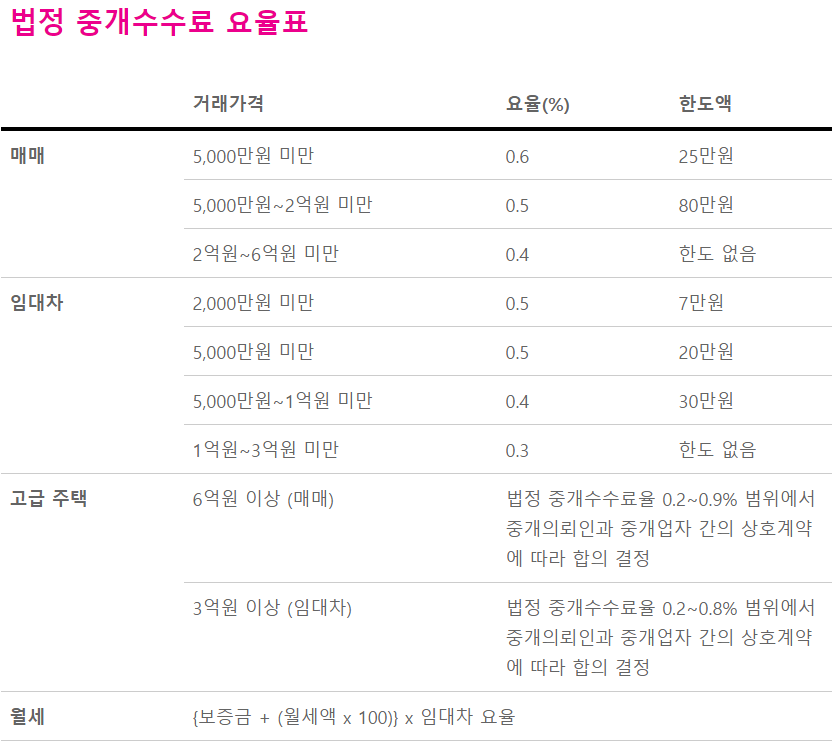 법정 중개수수료 요율표
거래가격 요율(%) 한도액
매매 5,000만원 미만 0.6 25만원
5,000만원~2억원 미만 0.5 80만원
2억원~6억원 미만 0.4 한도 없음
임대차 2,000만원 미만 0.5 7만원
5,000만원 미만 0.5 20만원
5,000만원~1억원 미만 0.4 30만원
1억원~3억원 미만 0.3 한도 없음
고급 주택 6억원 이상 (매매) 법정 중개수수료율 0.2~0.9% 범위에서
중개의뢰인과 중개업자 간의 상호계약
에 따라 합의 결정
3억원 이상 (임대차) 법정 중개수수료율 0.2~0.8% 범위에서
중개의뢰인과 중개업자 간의 상호계약
에 따라 합의 결정
월세 {보증금 + (월세액 x 100)} x 임대차 요율